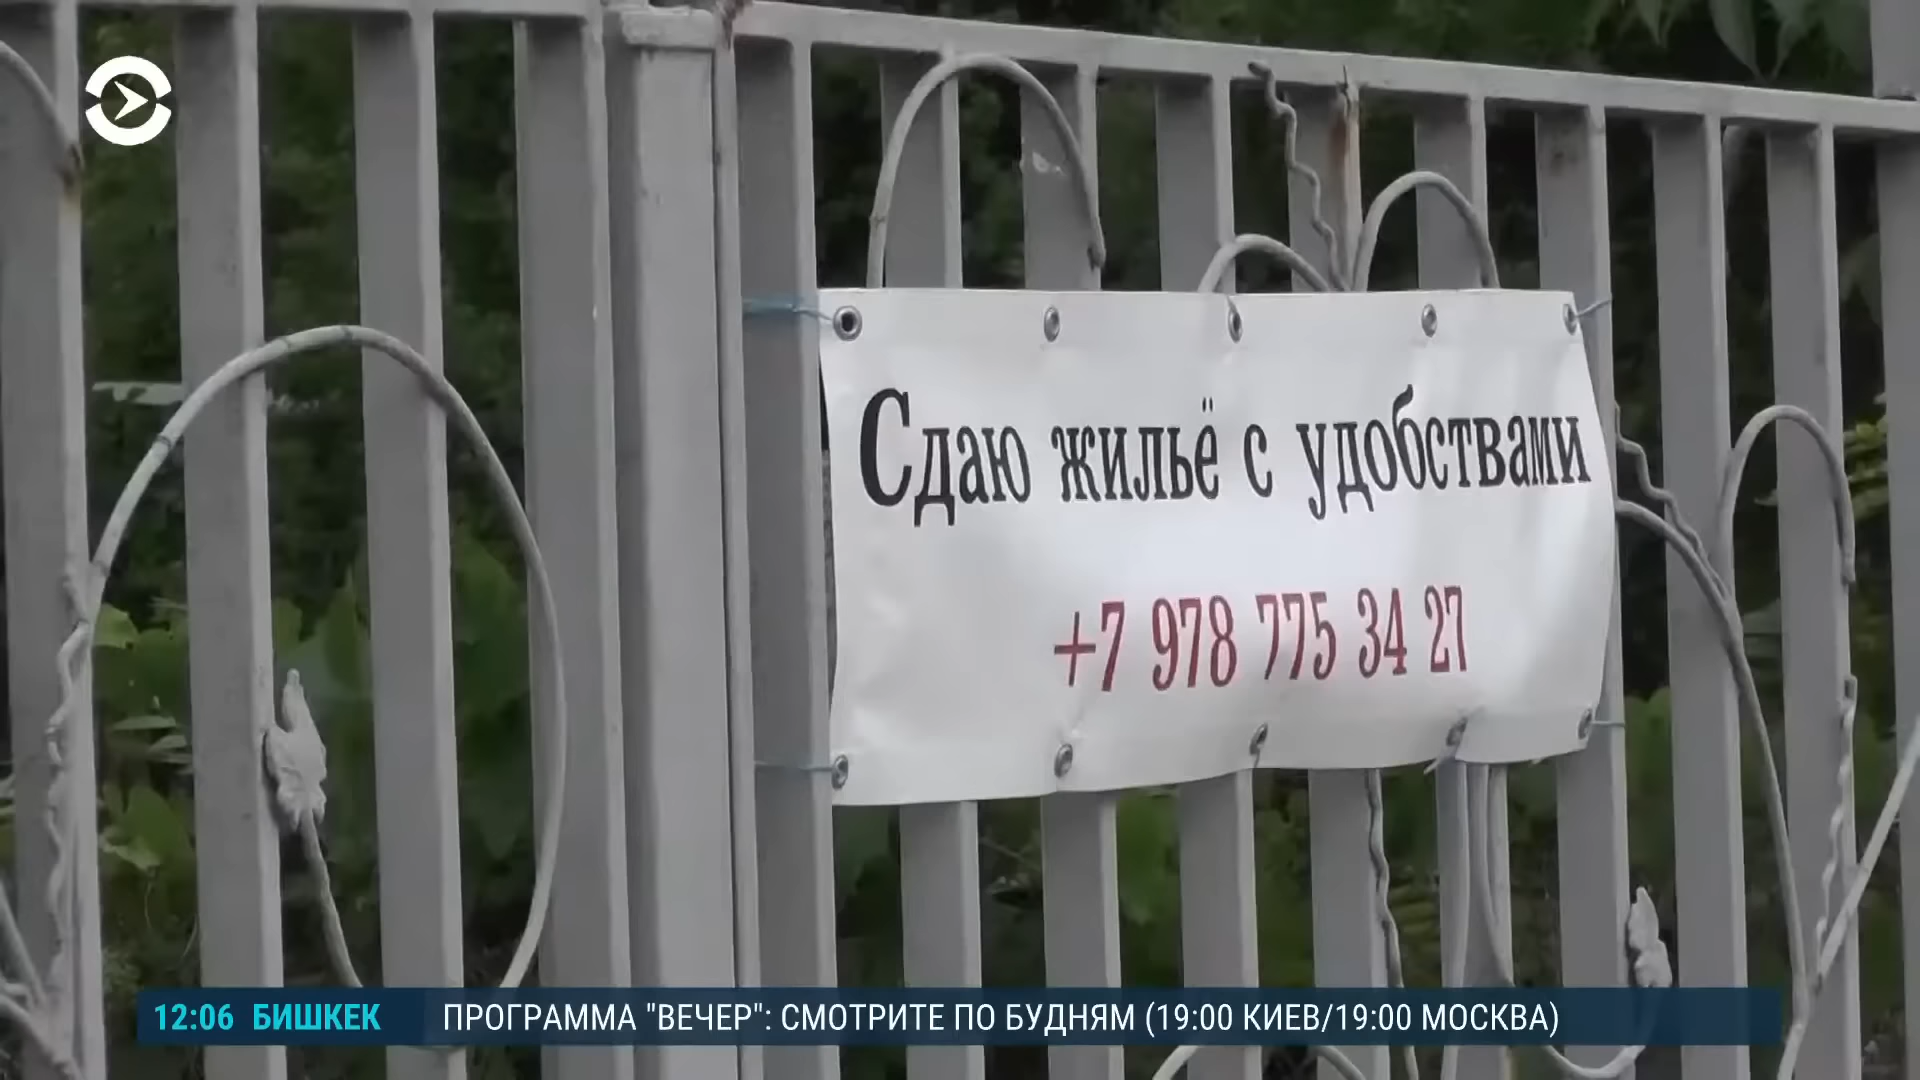 Сдаю жильё с удобствами
+7 978 775 34 27
12:06 БИШКЕК ПРОГРАММА "ВЕЧЕР": СМОТРИТЕ ПО БУДНЯМ (19:00 КИЕВ/19:00 МОСКВА)